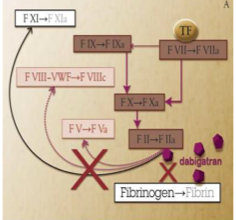 A
F XI→F XIa
TF
F IX→F IXa
F VII→F VIIa
F VIII-VWF→F VIIIc
F X→F Xa
F V→F Va
F II→F IIa
dabigatran
Fibrinogen→Fibrin